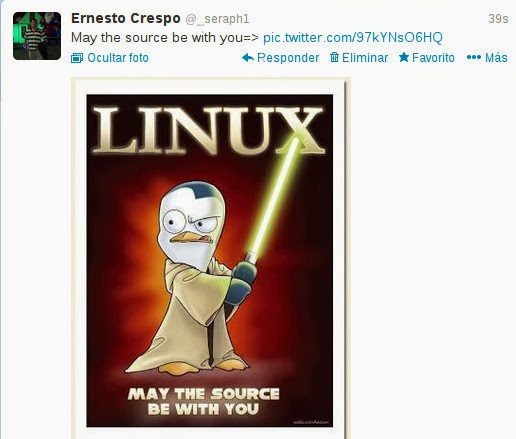 Ernesto Crespo @_seraph1 39s
May the source be with you=> pic.twitter.com/97kYNsO6HQ
Ocultar foto Responder Eliminar Favorito Más
LINUX
MAY THE SOURCE
BE WITH YOU